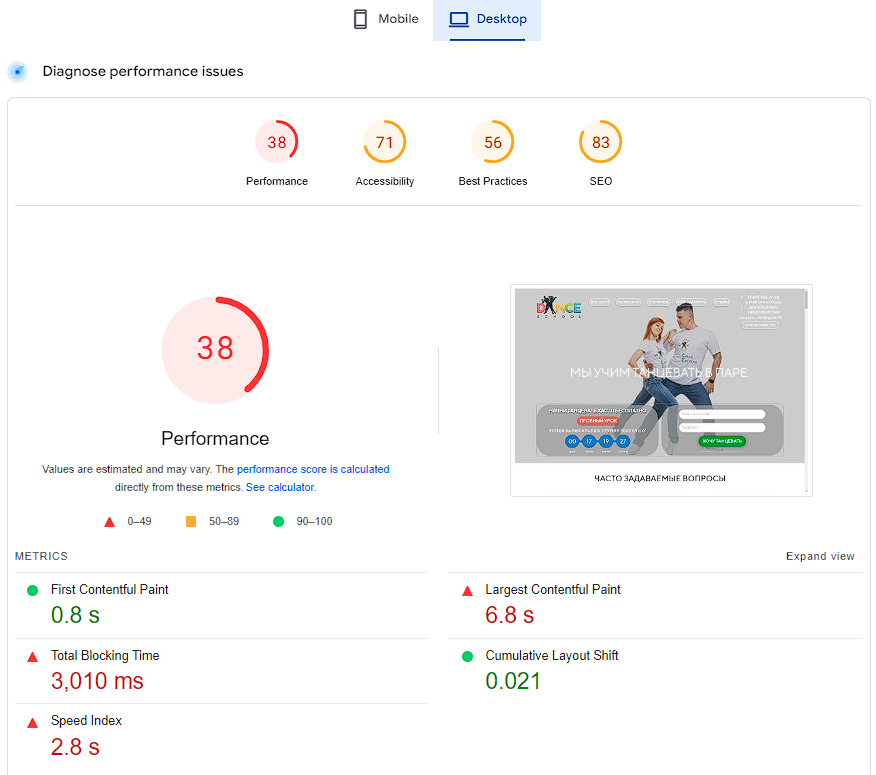 Mobile
Desktop
Diagnose performance issues
38
71
56
83
Performance
Accessibility
Best Practices
SEO
38
Performance
Values are estimated and may vary. The performance score is calculated
directly from these metrics. See calculator.
0–49
50–89
90–100
DANCE
SCHOOL
МЫ УЧИМ ТАНЦЕВАТЬ В ПАРЕ
ПРОБНЫЙ УРОК
00 17 19 27
ХОЧУ ТАНЦЕВАТЬ
ЧАСТО ЗАДАВАЕМЫЕ ВОПРОСЫ
METRICS
Expand view
First Contentful Paint
0.8 s
Largest Contentful Paint
6.8 s
Total Blocking Time
3,010 ms
Cumulative Layout Shift
0.021
Speed Index
2.8 s